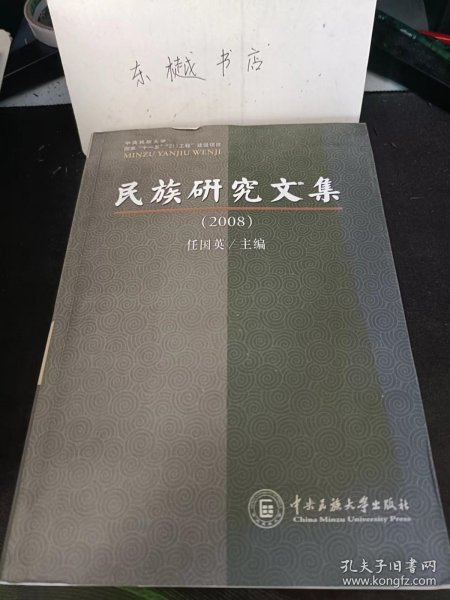 东樾书店
中央民族大学
国家“十一五”“211工程”建设项目
MINZU YANJIU WENJI
民族研究文集
(2008)
任国英/主编
中央民族大学出版社
China Minzu University Press
孔夫子旧书网
www.kongfz.com